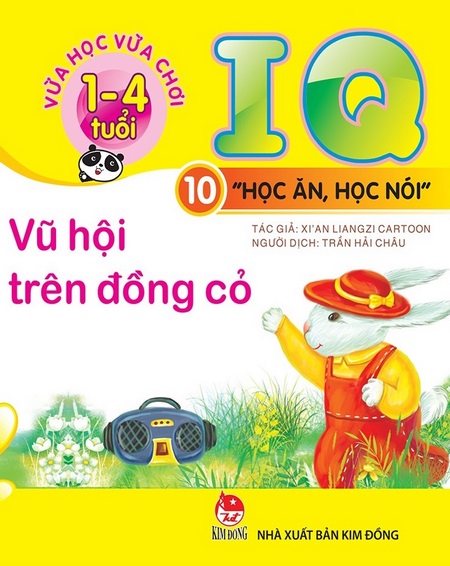 VỪA HỌC VỪA CHƠI
1-4
tuổi
IQ
10 "HỌC ĂN, HỌC NÓI"
TÁC GIẢ: XI'AN LIANGZI CARTOON
NGƯỜI DỊCH: TRẦN HẢI CHÂU
Vũ hội
trên đồng cỏ
KIM ĐỒNG
NHÀ XUẤT BẢN KIM ĐỒNG